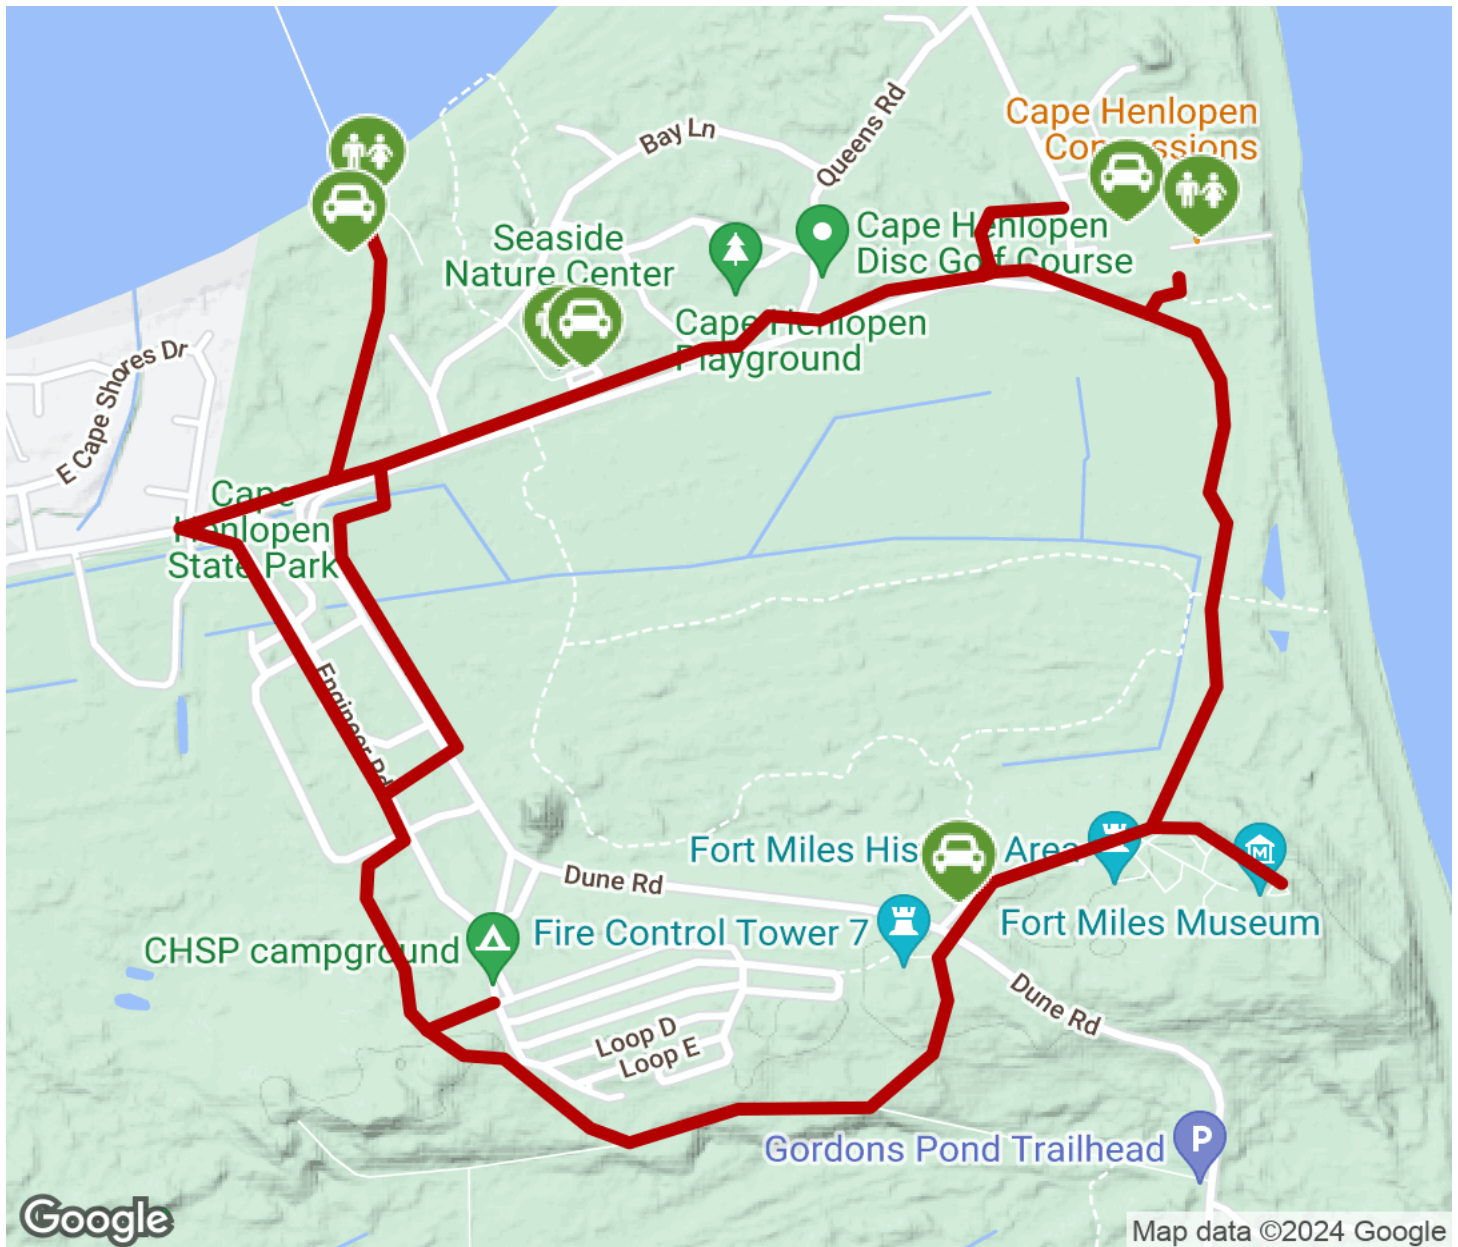 Bay Ln
Queens Rd
Cape Henlopen
Concessions
Seaside
Nature Center
Cape Henlopen
Disc Golf Course
Cape Henlopen
Playground
E Cape Shores Dr
Cape
Henlopen
State Park
Engineer Rd
Fort Miles His Area
Dune Rd
Fire Control Tower 7
Fort Miles Museum
CHSP campground
Dune Rd
Loop D
Loop E
Gordons Pond Trailhead
P
M
Google
Map data ©2024 Google